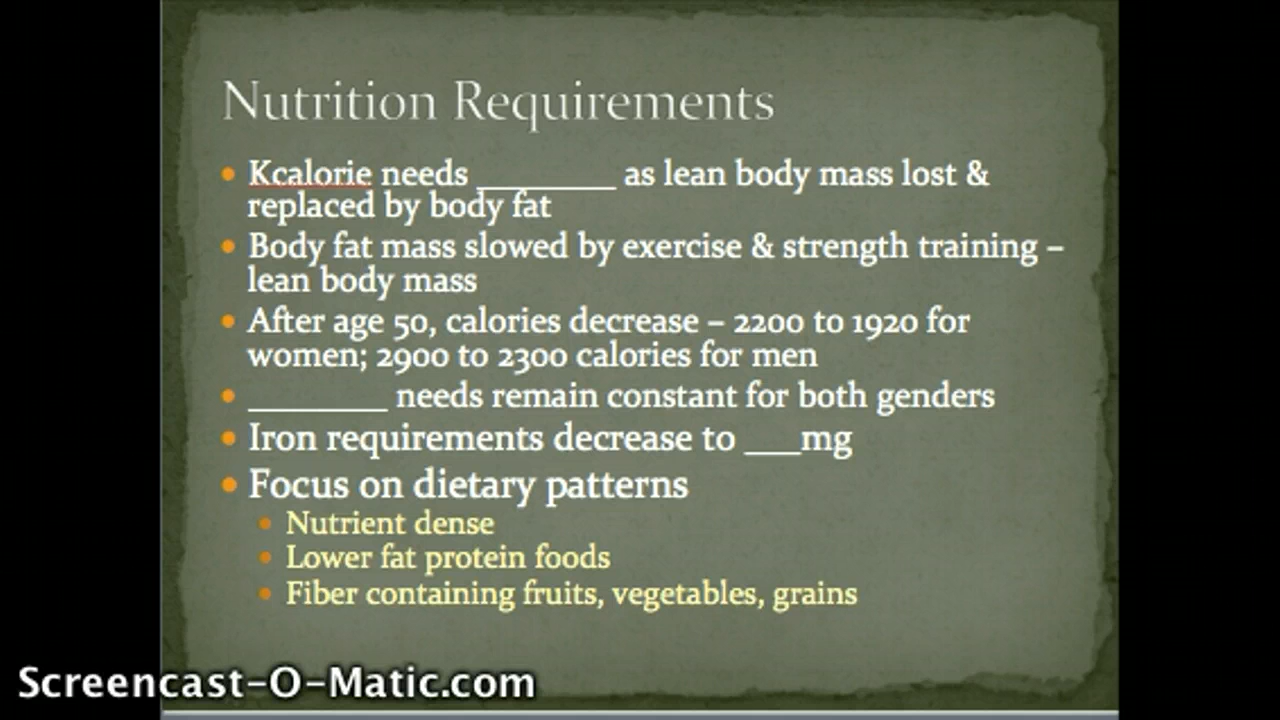 Nutrition Requirements
• Kcalorie needs ________ as lean body mass lost &
replaced by body fat
• Body fat mass slowed by exercise & strength training –
lean body mass
• After age 50, calories decrease – 2200 to 1920 for
women; 2900 to 2300 calories for men
• ________ needs remain constant for both genders
• Iron requirements decrease to ___mg
• Focus on dietary patterns
• Nutrient dense
• Lower fat protein foods
• Fiber containing fruits, vegetables, grains
Screencast-O-Matic.com